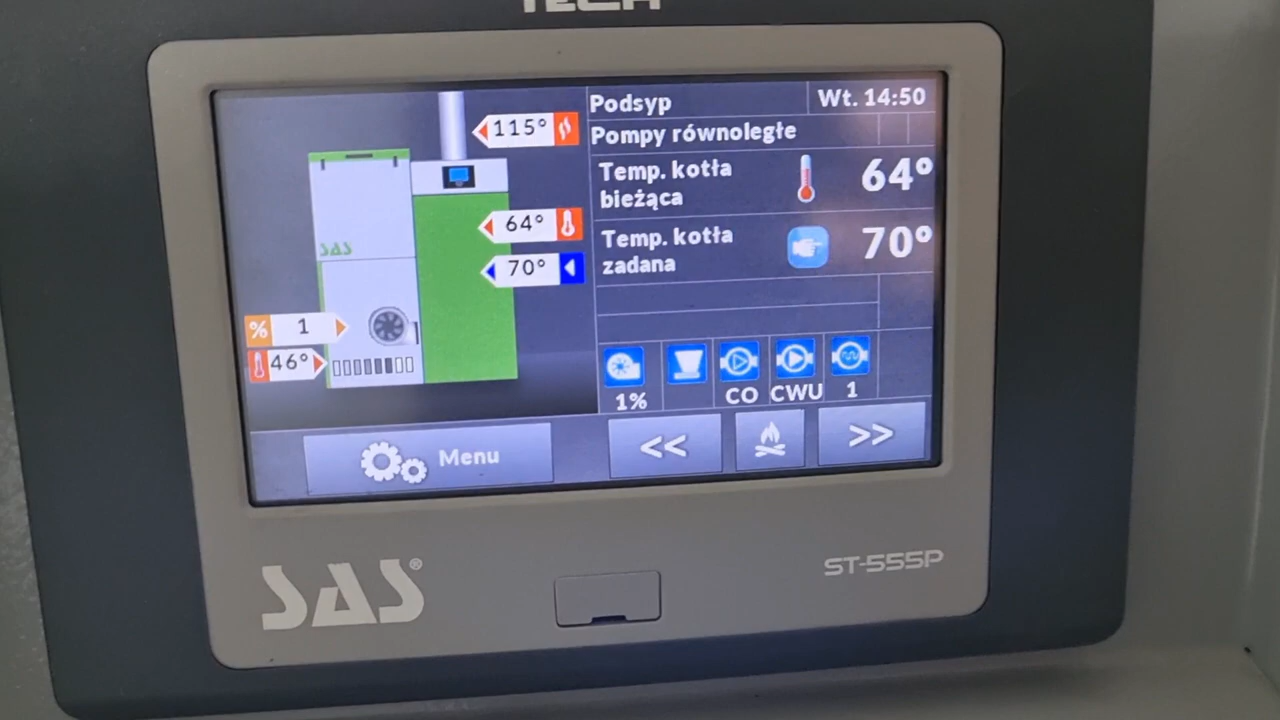 TECH
Podsyp
Wt. 14:50
Pompy równoległe
115°
Temp. kotła
bieżąca
64°
64°
Temp. kotła
zadana
70°
70°
SAS
% 1
46°
1%
CO
CWU
1
Menu
<<
>>
SAS®
ST-555P